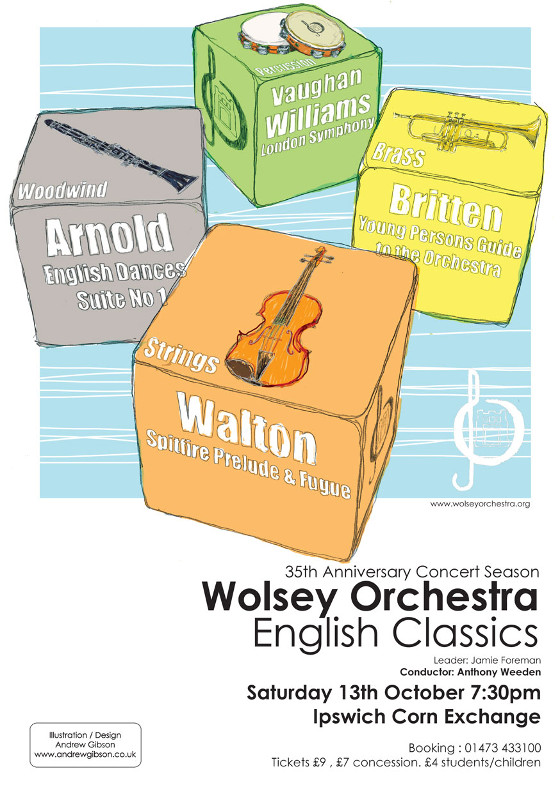 Percussion
Vaughan
Williams
London Symphony
Brass
Britten
Young Persons Guide
to the Orchestra
Woodwind
Arnold
English Dances
Suite No 1
Strings
Walton
Spitfire Prelude & Fugue
www.wolseyorchestra.org
35th Anniversary Concert Season
Wolsey Orchestra
English Classics
Leader: Jamie Foreman
Conductor: Anthony Weeden
Saturday 13th October 7:30pm
Ipswich Corn Exchange
Booking : 01473 433100
Tickets £9 , £7 concession. £4 students/children
Illustration / Design
Andrew Gibson
www.andrewgibson.co.uk